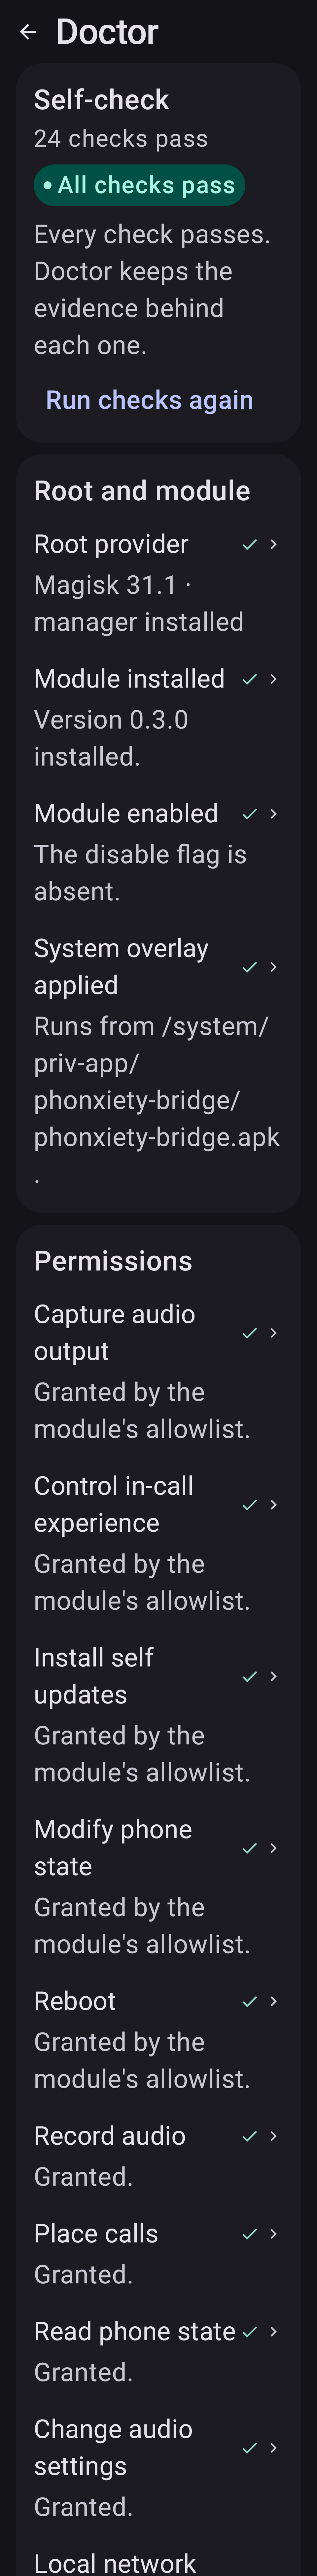 Doctor
Self-check
24 checks pass
All checks pass
Every check passes.
Doctor keeps the
evidence behind
each one.
Run checks again
Root and module
Root provider
Magisk 31.1 ·
manager installed
Module installed
Version 0.3.0
installed.
Module enabled
The disable flag is
absent.
System overlay
applied
Runs from /system/
priv-app/
phonxiety-bridge/
phonxiety-bridge.apk
.
Permissions
Capture audio
output
Granted by the
module's allowlist.
Control in-call
experience
Granted by the
module's allowlist.
Install self
updates
Granted by the
module's allowlist.
Modify phone
state
Granted by the
module's allowlist.
Reboot
Granted by the
module's allowlist.
Record audio
Granted.
Place calls
Granted.
Read phone state
Granted.
Change audio
settings
Granted.
Local network